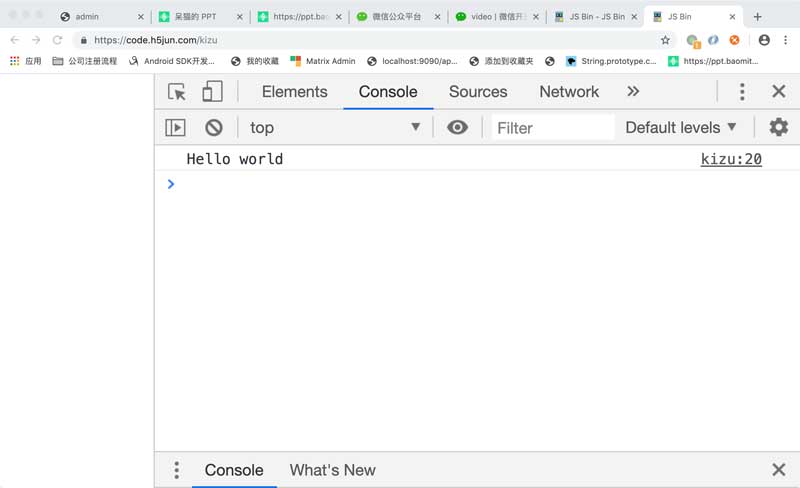 admin 呆猫的 PPT https://ppt.bao 微信公众平台 video | 微信开 JS Bin - JS Bin JS Bin
https://code.h5jun.com/kizu
应用 公司注册流程 Android SDK开发... 我的收藏 Matrix Admin localhost:9090/ap... 添加到收藏夹 String.prototype.c... https://ppt.baomit...
Elements Console Sources Network
top Filter Default levels
Hello world kizu:20
Console What's New